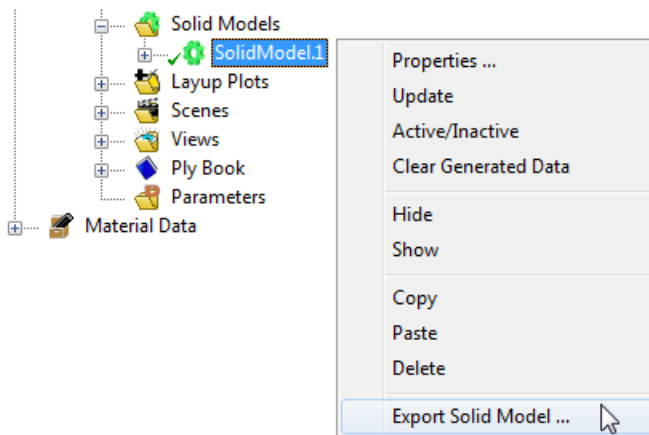 Solid Models
SolidModel.1
Layup Plots
Scenes
Views
Ply Book
Parameters
Material Data
Properties ...
Update
Active/Inactive
Clear Generated Data
Hide
Show
Copy
Paste
Delete
Export Solid Model ...